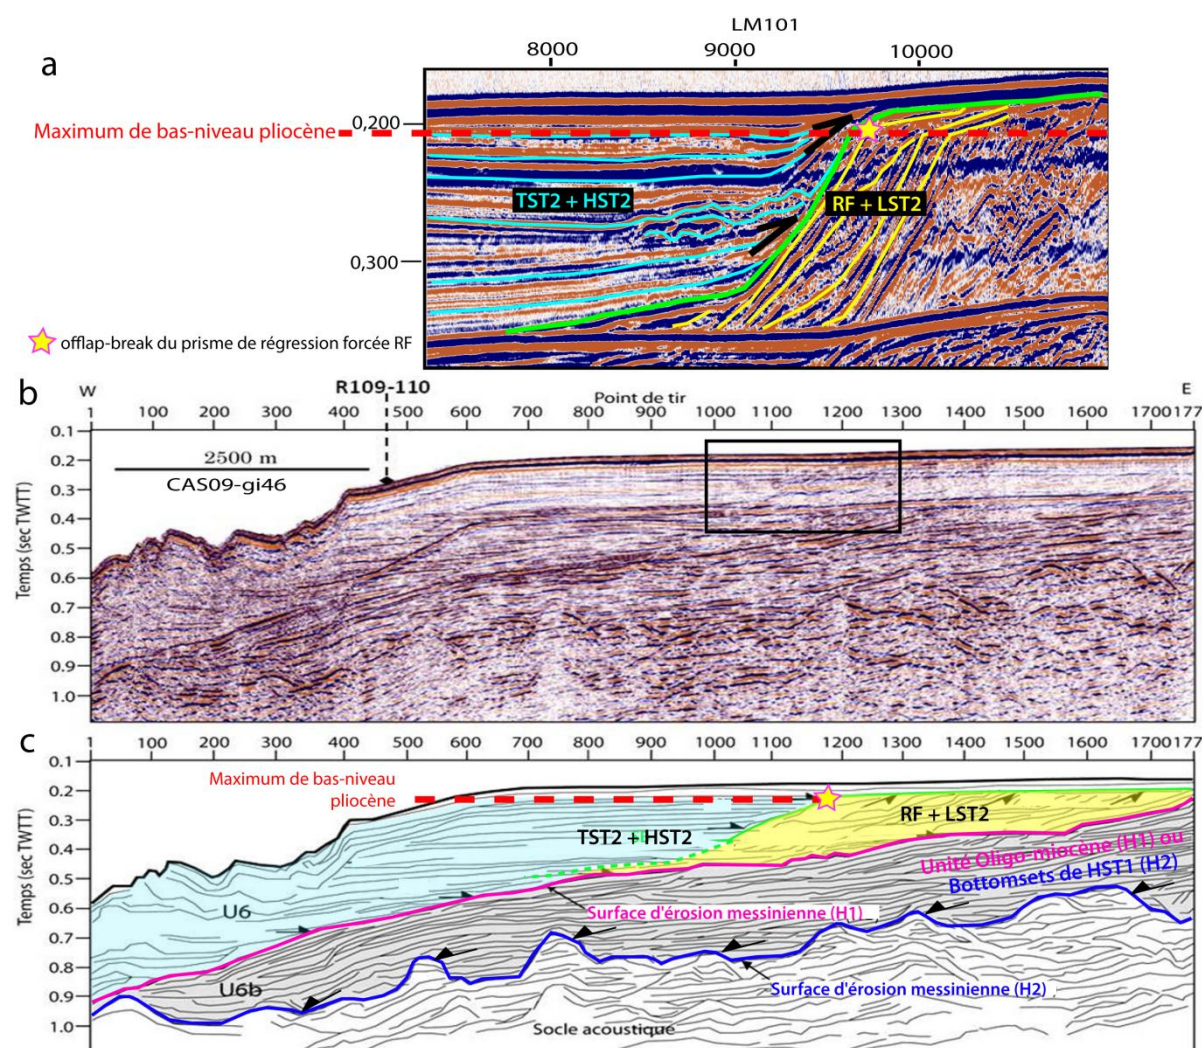 LM101
8000 9000 10000
a
Maximum de bas-niveau pliocène
0,200
TST2 + HST2
RF + LST2
0,300
offlap-break du prisme de régression forcée RF
b
W
R109-110
Point de tir
E
1 100 200 300 400 500 600 700 800 900 1000 1100 1200 1300 1400 1500 1600 1700 177
0.1
0.2
0.3
0.4
0.5
0.6
0.7
0.8
0.9
1.0
2500 m
CAS09-gi46
Temps (sec TWTT)
c
1 100 200 300 400 500 600 700 800 900 1000 1100 1200 1300 1400 1500 1600 1700 177
0.1
0.2
0.3
0.4
0.5
0.6
0.7
0.8
0.9
1.0
Temps (sec TWTT)
Maximum de bas-niveau
pliocène
TST2 + HST2
RF + LST2
Unité Oligo-miocène (H1) ou
Bottomsets de HST1 (H2)
U6
Surface d'érosion messinienne (H1)
U6b
Surface d'érosion messinienne (H2)
Socle acoustique